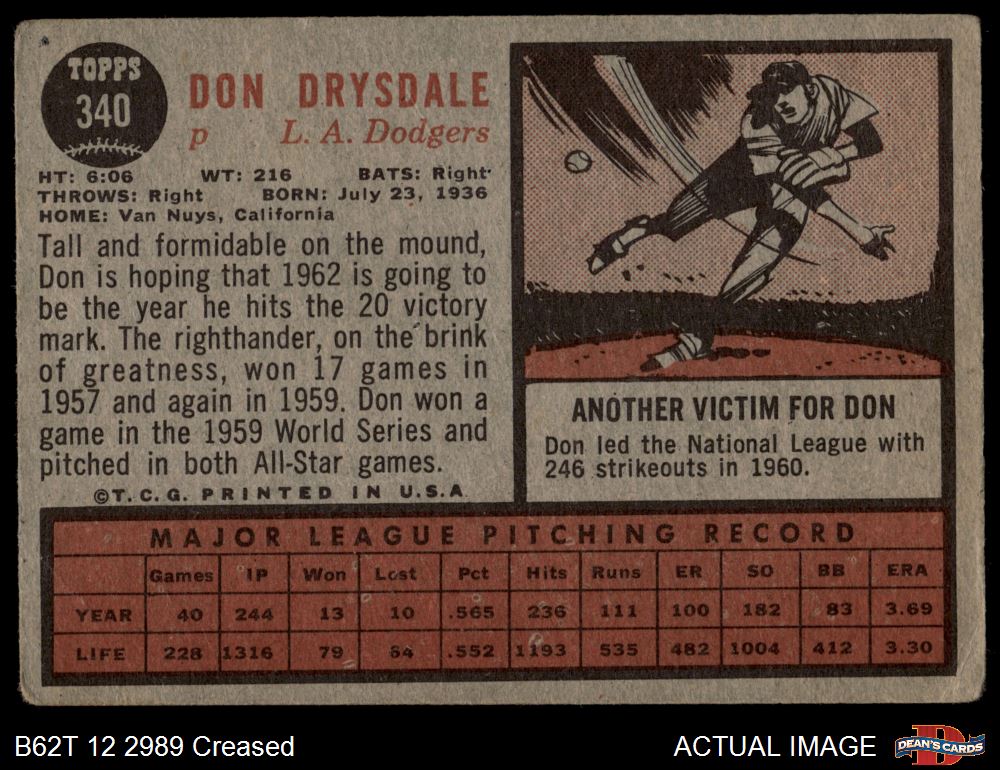 TOPPS
340
DON DRYSDALE
p L. A. Dodgers
HT: 6:06 WT: 216 BATS: Right
THROWS: Right BORN: July 23, 1936
HOME: Van Nuys, California
Tall and formidable on the mound,
Don is hoping that 1962 is going to
be the year he hits the 20 victory
mark. The righthander, on the brink
of greatness, won 17 games in
1957 and again in 1959. Don won a
game in the 1959 World Series and
pitched in both All-Star games.
©T. C. G. PRINTED IN U.S.A
ANOTHER VICTIM FOR DON
Don led the National League with
246 strikeouts in 1960.
MAJOR LEAGUE PITCHING RECORD
Games IP Won Lost Pct Hits Runs ER SO BB ERA
YEAR 40 244 13 10 .565 236 111 100 182 83 3.69
LIFE 228 1316 79 64 .552 1193 535 482 1004 412 3.30
B62T 12 2989 Creased
ACTUAL IMAGE
DEAN'S CARDS